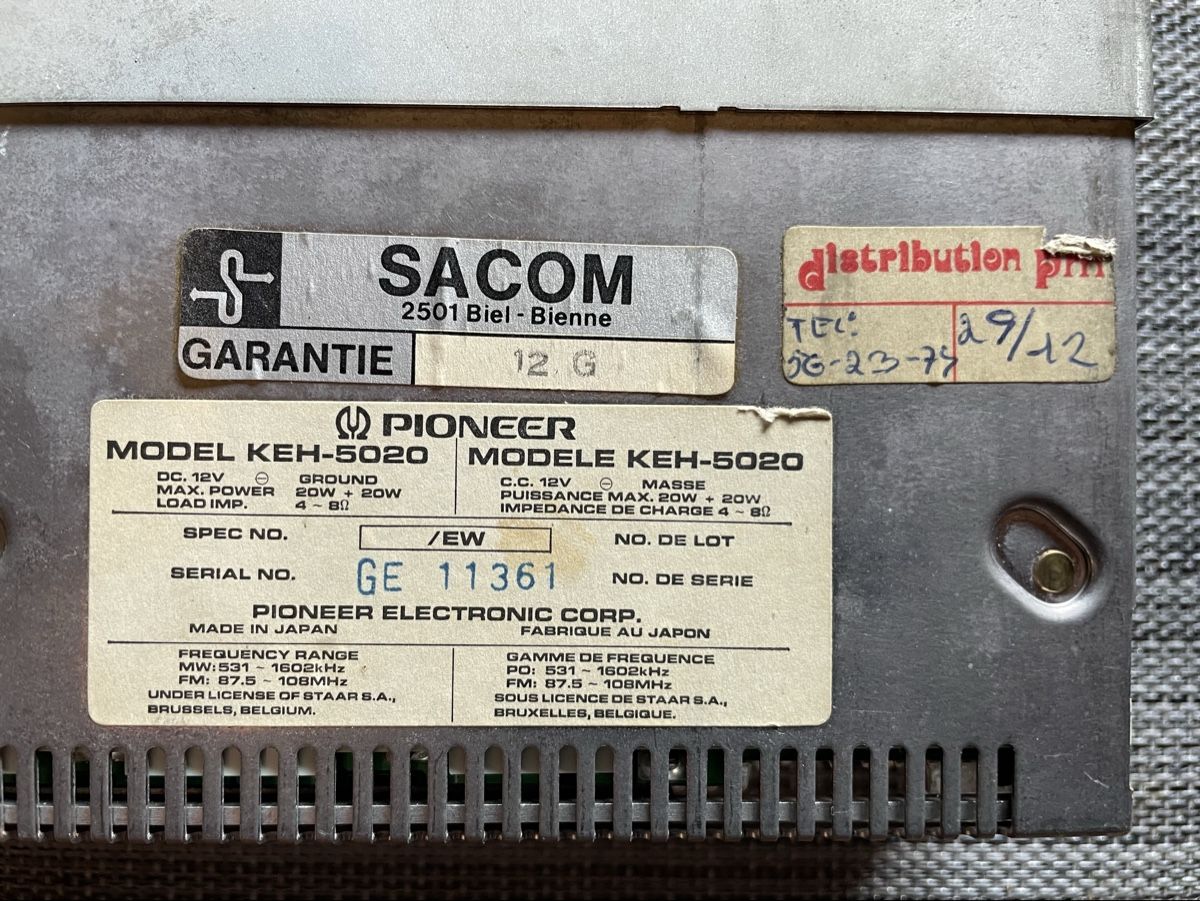 SACOM
2501 Biel - Bienne
GARANTIE
12 G
distribution
TEL:
23-74
29/12
PIONEER
MODEL KEH-5020
DC. 12V ⊖ GROUND
MAX. POWER 20W + 20W
LOAD IMP. 4 ~ 8Ω
MODELE KEH-5020
C.C. 12V ⊖ MASSE
PUISSANCE MAX. 20W + 20W
IMPEDANCE DE CHARGE 4 ~ 8Ω
SPEC NO. /EW NO. DE LOT
SERIAL NO. GE 11361 NO. DE SERIE
PIONEER ELECTRONIC CORP.
MADE IN JAPAN FABRIQUE AU JAPON
FREQUENCY RANGE
MW: 531 ~ 1602kHz
FM: 87.5 ~ 108MHz
UNDER LICENSE OF STAAR S.A.,
BRUSSELS, BELGIUM.
GAMME DE FREQUENCE
PO: 531 ~ 1602kHz
FM: 87.5 ~ 108MHz
SOUS LICENCE DE STAAR S.A.,
BRUXELLES, BELGIQUE.